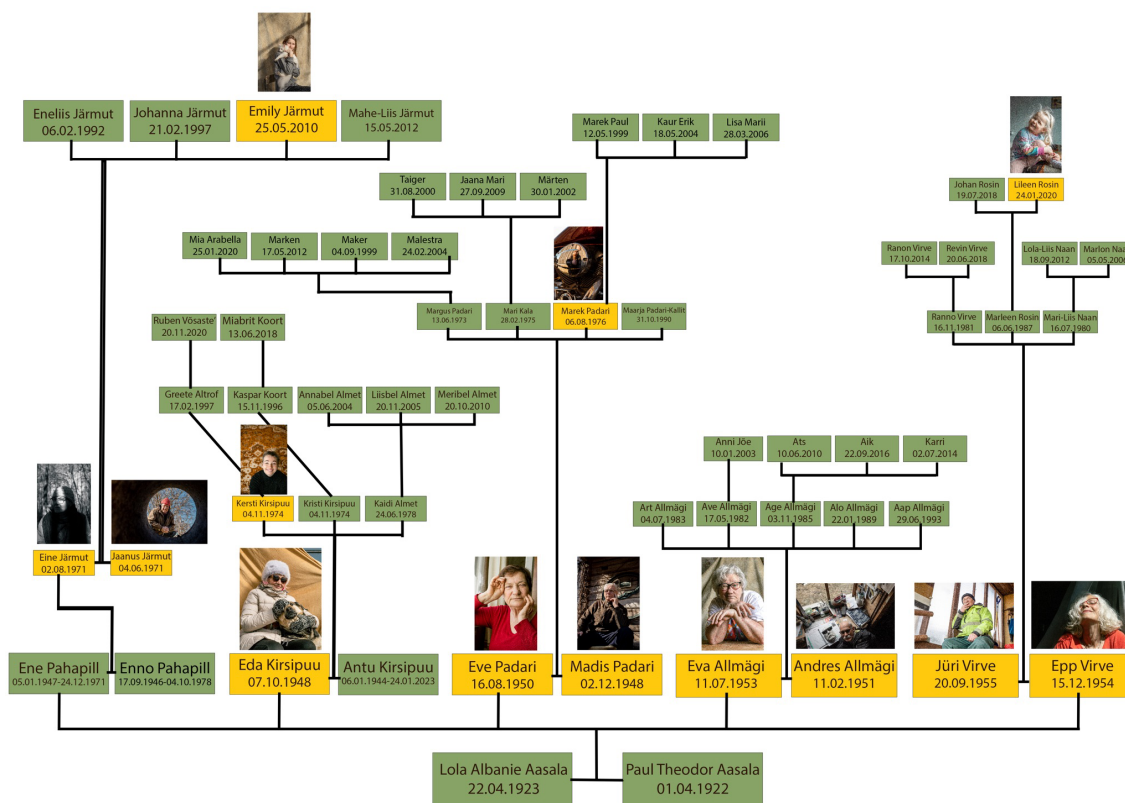 Eneliis Järmut
06.02.1992
Johanna Järmut
21.02.1997
Emily Järmut
25.05.2010
Mahe-Liis Järmut
15.05.2012
Marek Paul
12.05.1999
Kaur Erik
18.05.2004
Lisa Marii
28.03.2006
Taiger
31.08.2000
Jaana Mari
27.09.2009
Märten
30.01.2002
Johan Rosin
19.07.2018
Lileen Rosin
24.01.2020
Mia Arabella
25.01.2020
Marken
17.05.2012
Maker
04.09.1999
Malestra
24.02.2004
Ranon Virve
17.10.2014
Revin Virve
20.06.2018
Lola-Liis Naan
18.09.2012
Marlon Naa
05.05.2006
Ruben Võsaste'
20.11.2020
Miabrit Koort
13.06.2018
Margus Padari
13.06.1973
Mari Kala
28.02.1975
Marek Padari
06.08.1976
Maarja Padari-Kallit
31.10.1990
Ranno Virve
16.11.1981
Marleen Rosin
06.06.1987
Mari-Liis Naan
16.07.1980
Greete Altrof
17.02.1997
Kaspar Koort
15.11.1996
Annabel Almet
05.06.2004
Liisbel Almet
20.11.2005
Meribel Almet
20.10.2010
Anni Jõe
10.01.2003
Ats
10.06.2010
Aik
22.09.2016
Karri
02.07.2014
Kersti Kirsipuu
04.11.1974
Kristi Kirsipuu
04.11.1974
Kaidi Almet
24.06.1978
Art Allmägi
04.07.1983
Ave Allmägi
17.05.1982
Age Allmägi
03.11.1985
Alo Allmägi
22.01.1989
Aap Allmägi
29.06.1993
Eine Järmut
02.08.1971
Jaanus Järmut
04.06.1971
Ene Pahapill
05.01.1947-24.12.1971
Enno Pahapill
17.09.1946-04.10.1978
Eda Kirsipuu
07.10.1948
Antu Kirsipuu
06.01.1944-24.01.2023
Eve Padari
16.08.1950
Madis Padari
02.12.1948
Eva Allmägi
11.07.1953
Andres Allmägi
11.02.1951
Jüri Virve
20.09.1955
Epp Virve
15.12.1954
Lola Albanie Aasala
22.04.1923
Paul Theodor Aasala
01.04.1922